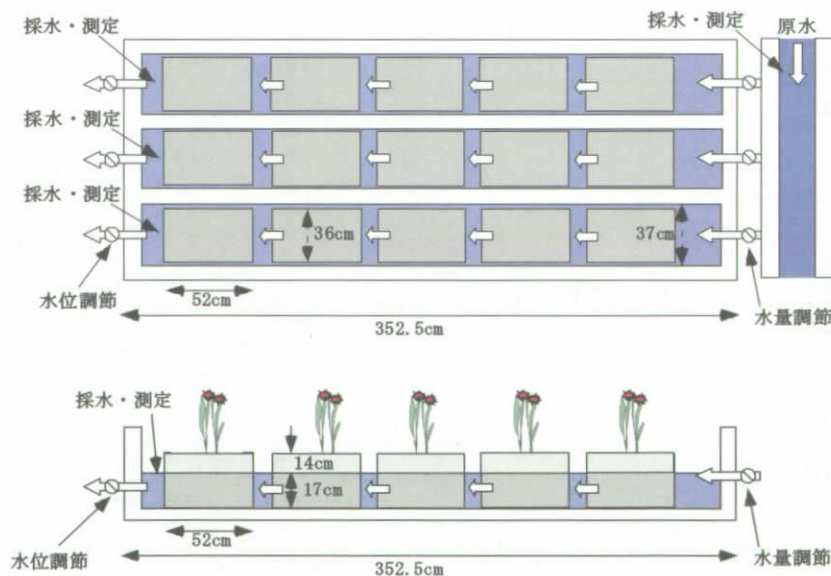 採水・測定
採水・測定
原水
採水・測定
採水・測定
36cm
37cm
水位調節
52cm
水量調節
352.5cm
採水・測定
14cm
17cm
水位調節
52cm
水量調節
352.5cm